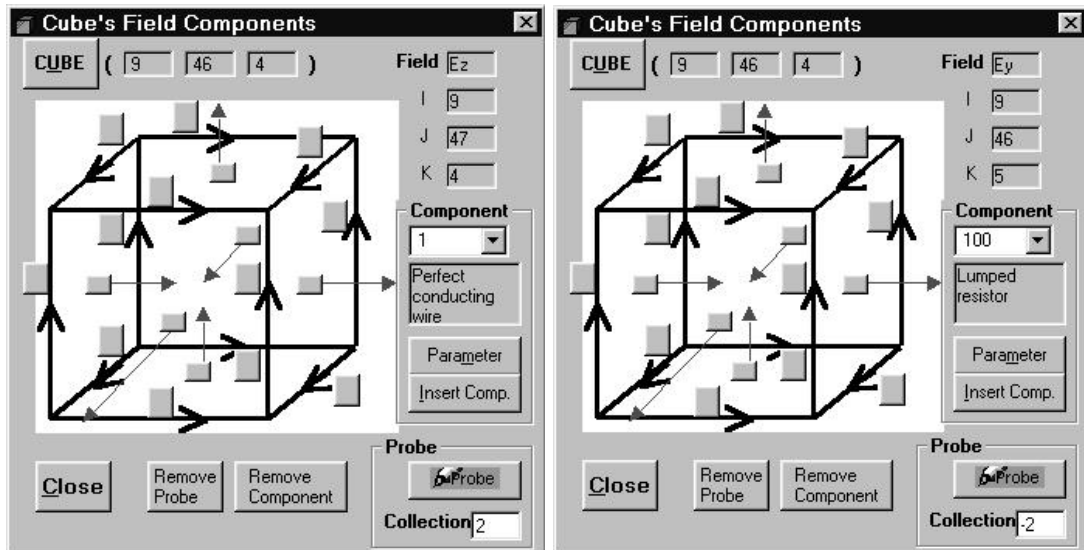 Cube's Field Components
CUBE ( 9 46 4 )
Field Ez
I 9
J 47
K 4
Component
1
Perfect
conducting
wire
Parameter
Insert Comp.
Probe
Probe
Collection 2
Close
Remove
Probe
Remove
Component
Cube's Field Components
CUBE ( 9 46 4 )
Field Ey
I 9
J 46
K 5
Component
100
Lumped
resistor
Parameter
Insert Comp.
Probe
Probe
Collection -2
Close
Remove
Probe
Remove
Component